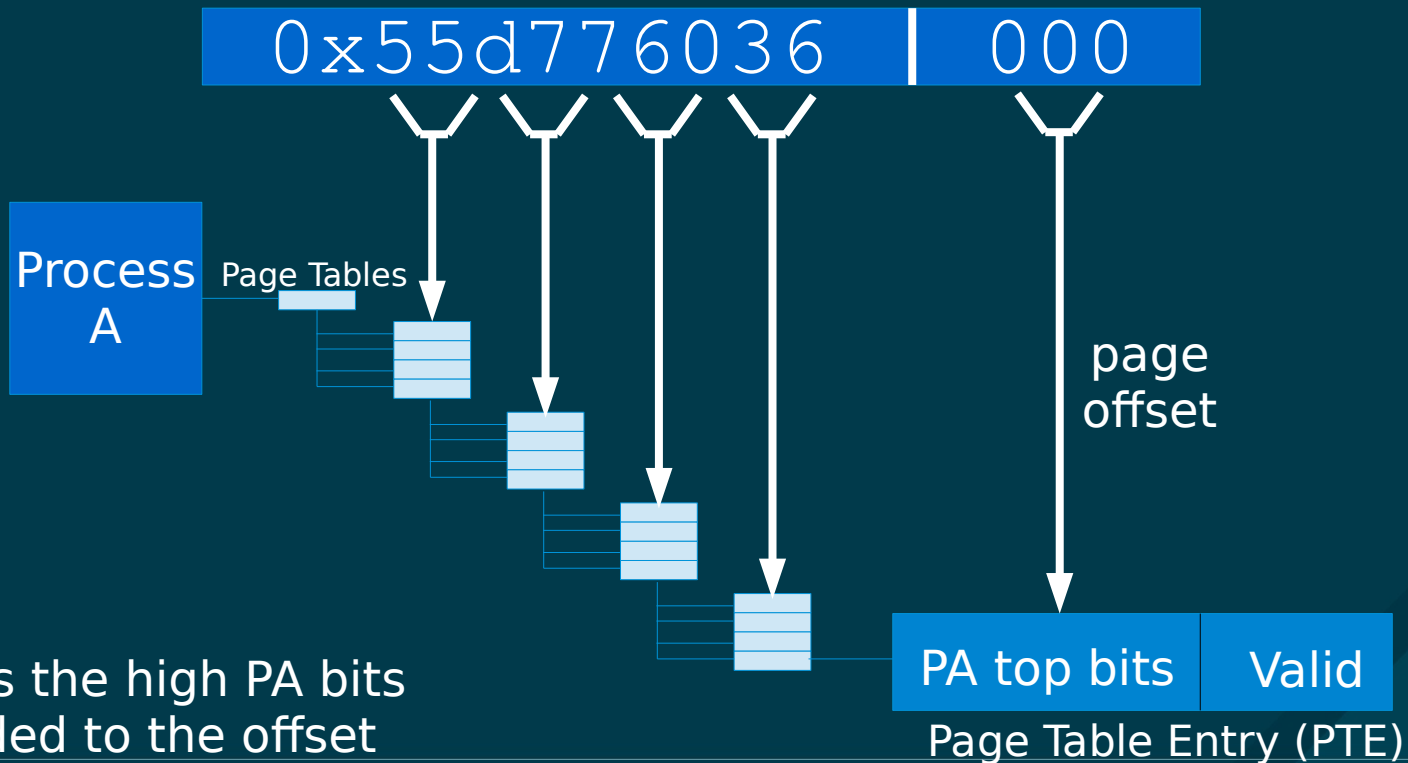 0x55d776036 | 000
Process
A
Page Tables
page
offset
the high PA bits
to the offset
PA top bits
Valid
Page Table Entry (PTE)